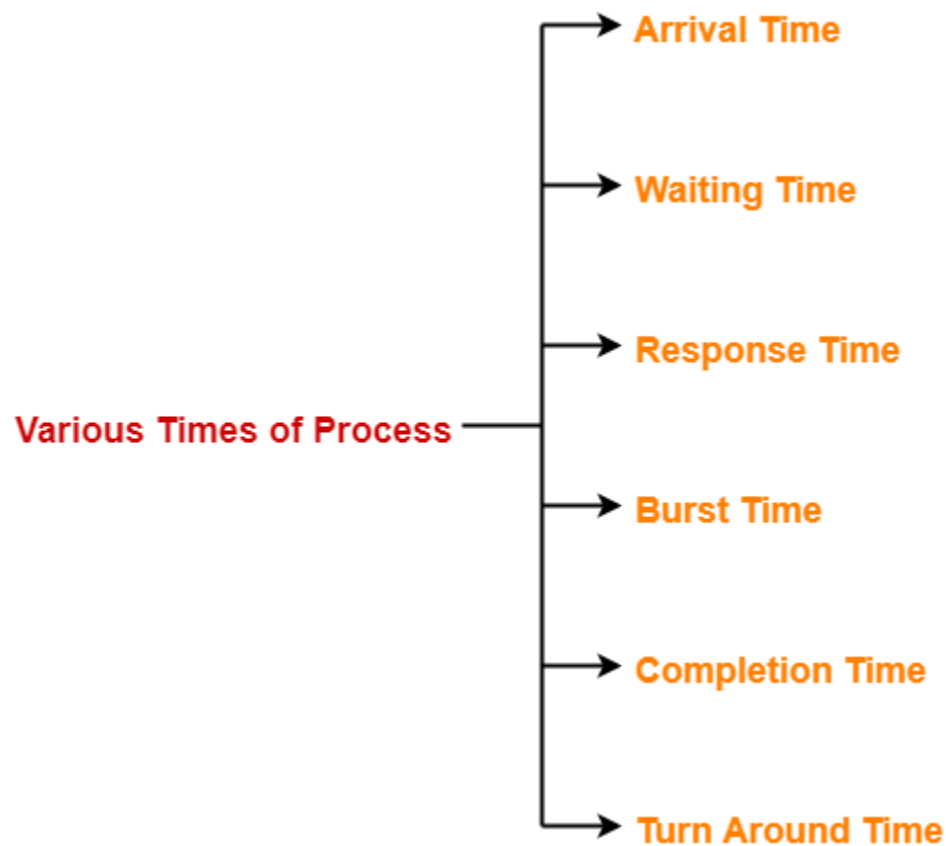 Arrival Time
Waiting Time
Response Time
Various Times of Process
Burst Time
Completion Time
Turn Around Time